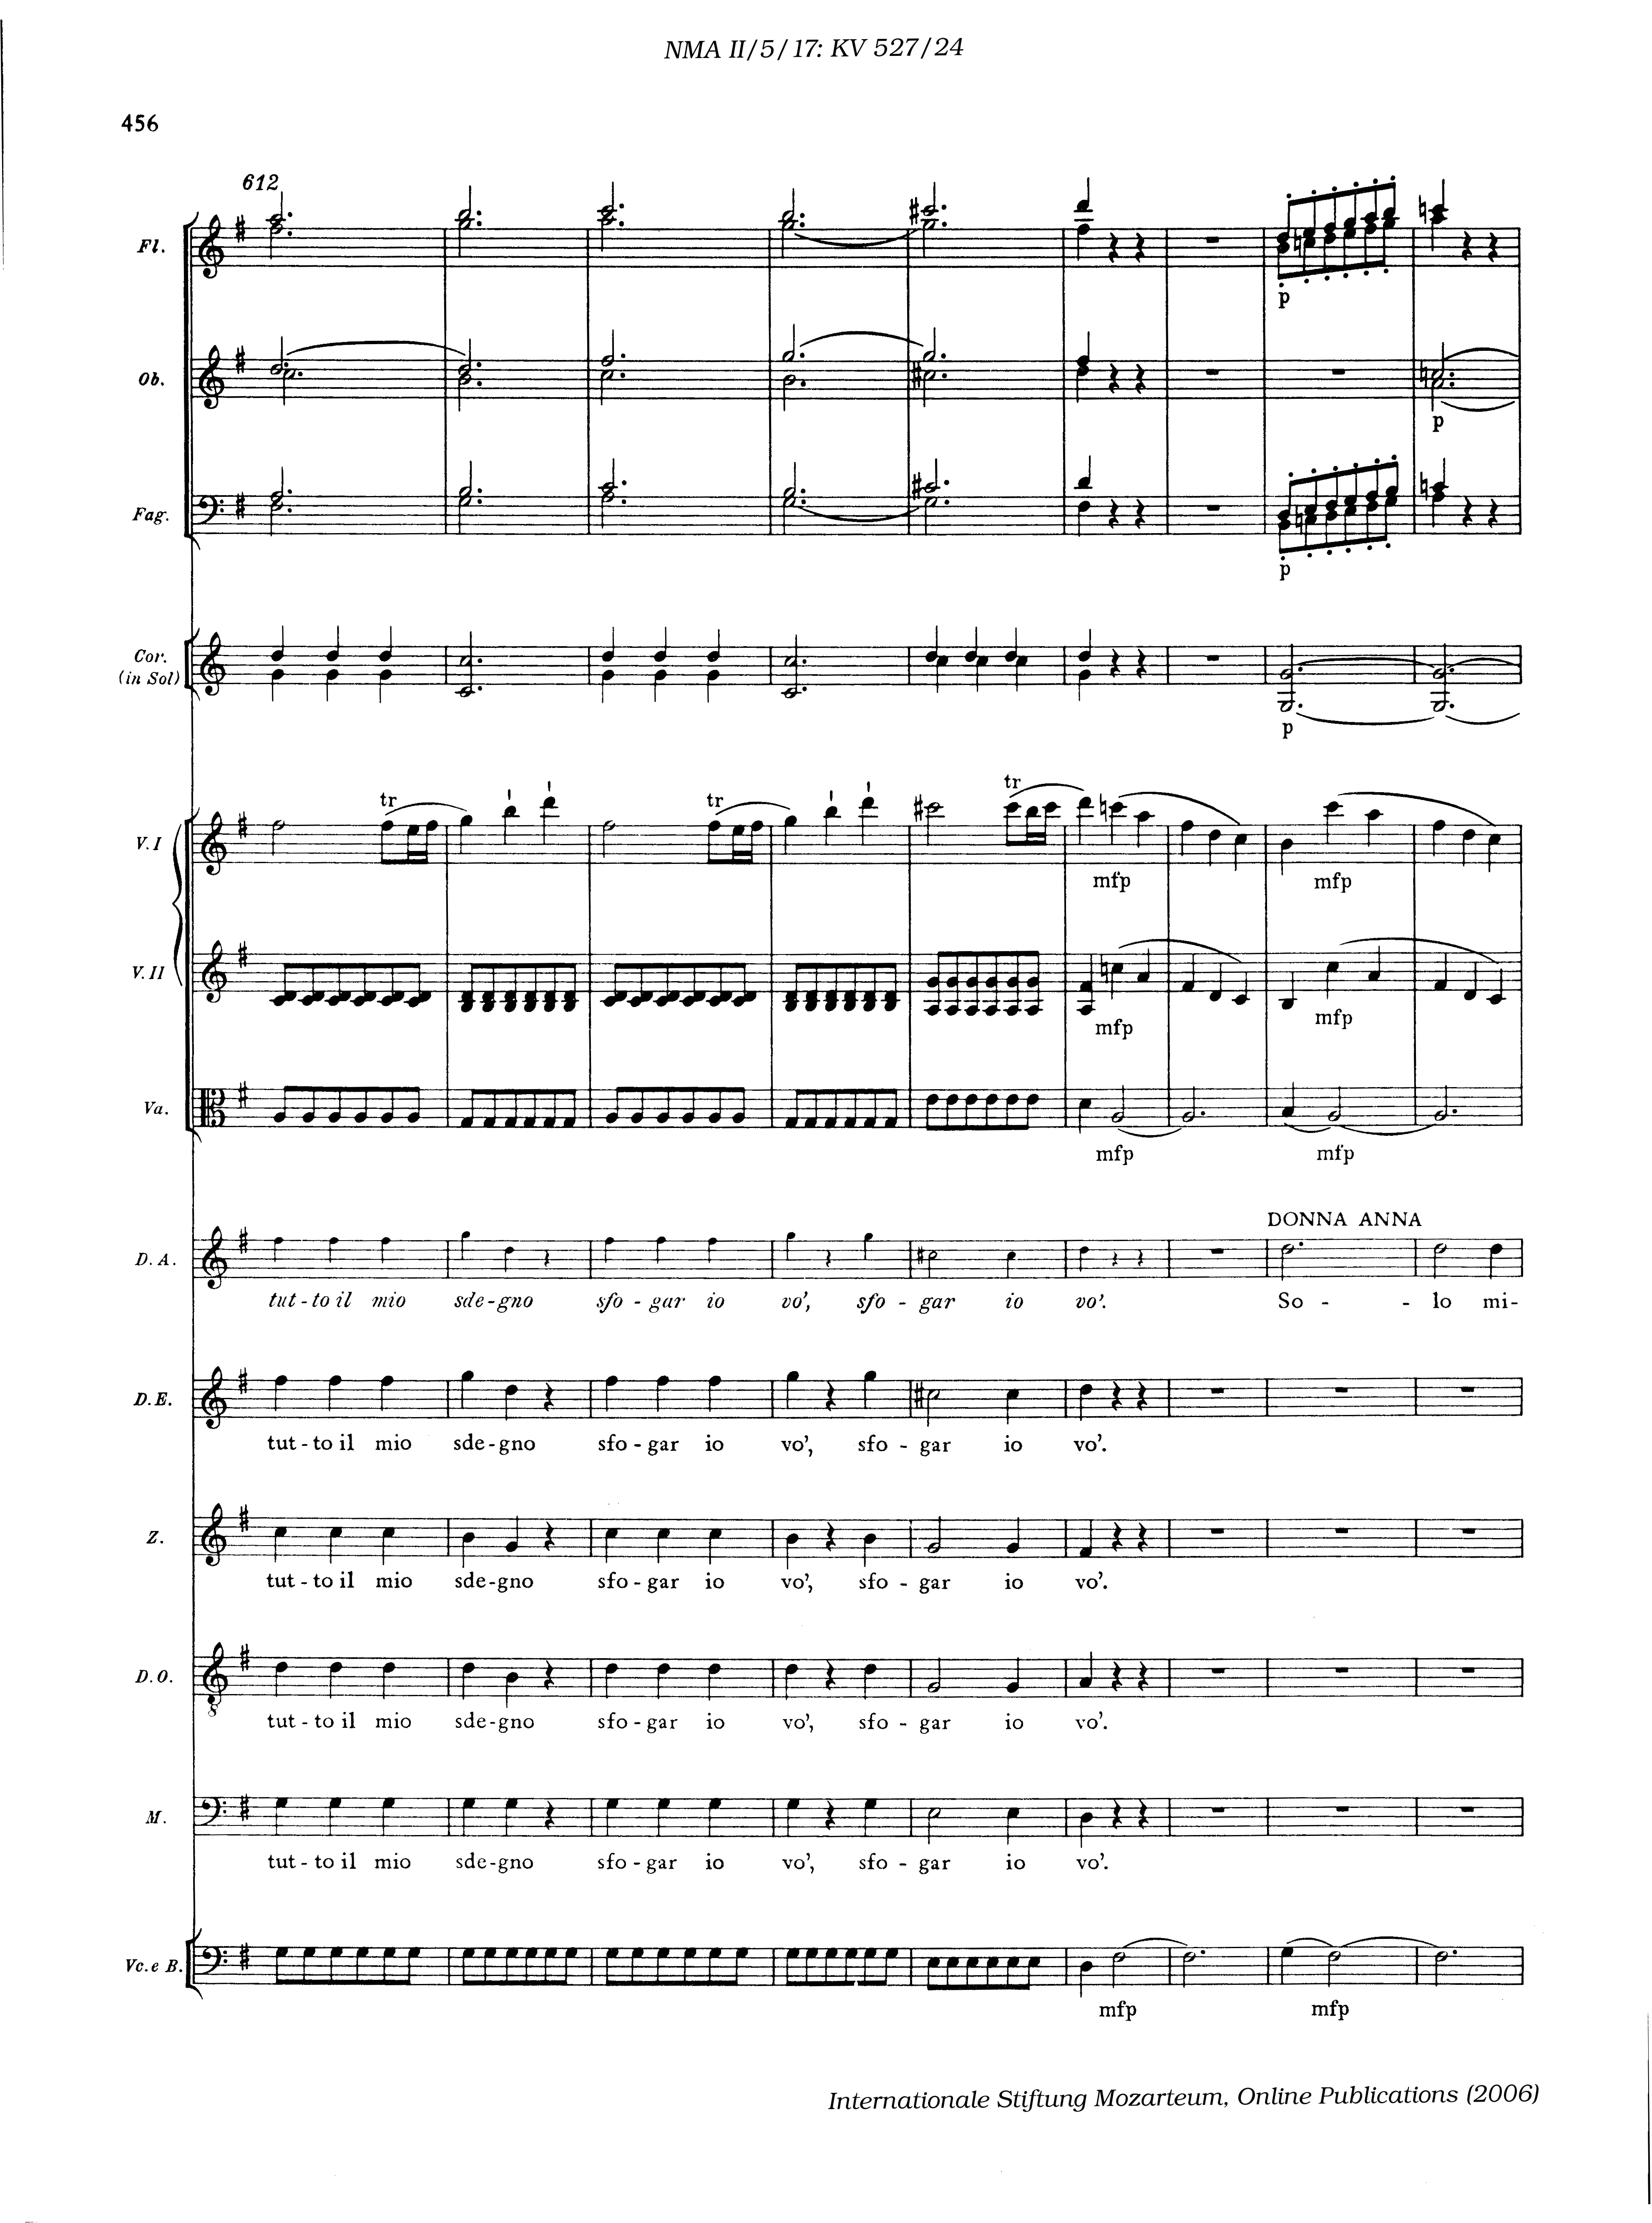 NMA II/5/17: KV 527/24
456
612
Fl.
p
Ob.
p
Fag.
p
Cor.
(in Sol)
p
tr tr tr
V. I
mfp mfp
V. II
mfp mfp
Va.
mfp mfp
DONNA ANNA
D. A.
tut - to il mio sde - gno sfo - gar io vo', sfo - gar io vo'. So - - lo mi-
D. E.
tut - to il mio sde - gno sfo - gar io vo', sfo - gar io vo'.
Z.
tut - to il mio sde - gno sfo - gar io vo', sfo - gar io vo'.
D. O.
8
tut - to il mio sde - gno sfo - gar io vo', sfo - gar io vo'.
M.
tut - to il mio sde - gno sfo - gar io vo', sfo - gar io vo'.
Vc. e B.
mfp mfp
Internationale Stiftung Mozarteum, Online Publications (2006)